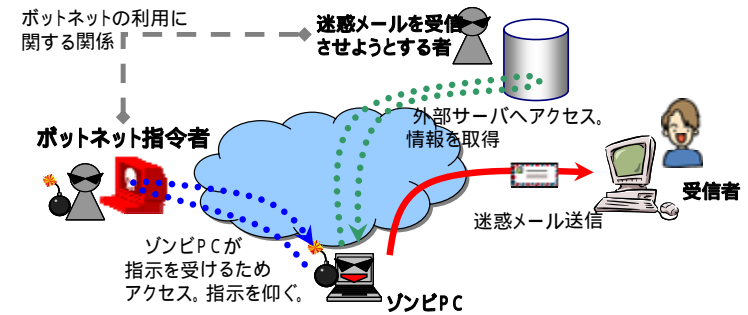 ボットネットの利用に
関する関係
迷惑メールを受信
させようとする者
外部サーバへアクセス。
情報を取得
ボットネット指令者
受信者
迷惑メール送信
ゾンビPCが
指示を受けるため
アクセス。指示を仰ぐ。
ゾンビPC